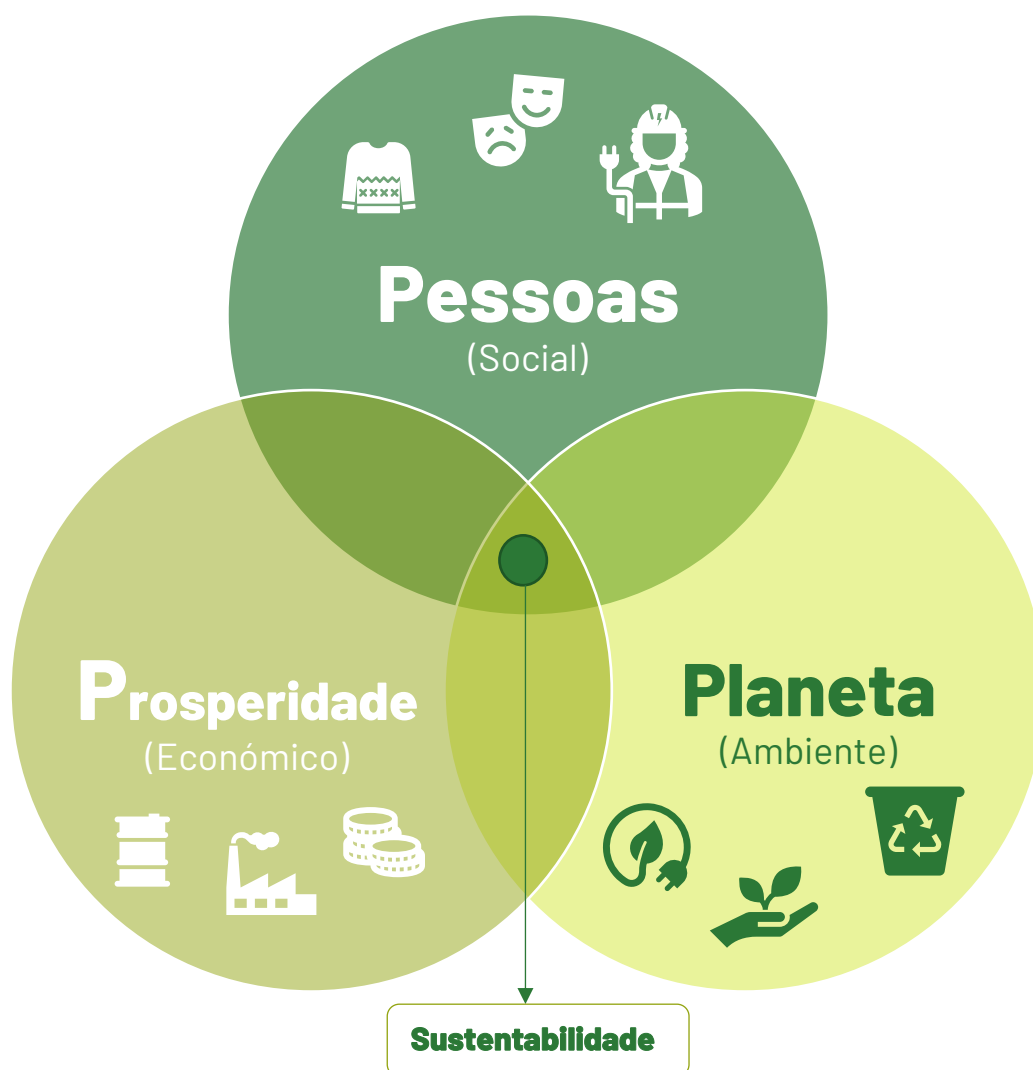 Pessoas
(Social)
Prosperidade
(Económico)
Planeta
(Ambiente)
Sustentabilidade